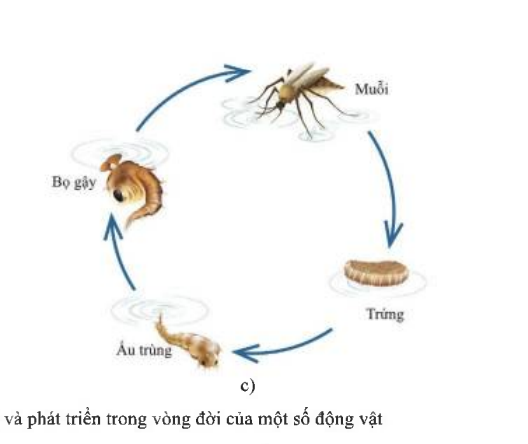 Muỗi
Bọ gậy
Trứng
Ấu trùng
c)
và phát triển trong vòng đời của một số động vật